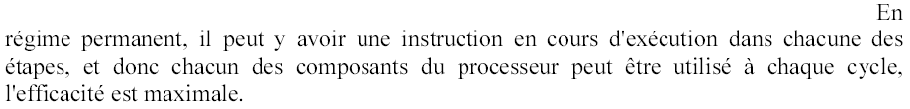 En
régime permanent, il peut y avoir une instruction en cours d'exécution dans chacune des
étapes, et donc chacun des composants du processeur peut être utilisé à chaque cycle,
l'efficacité est maximale.